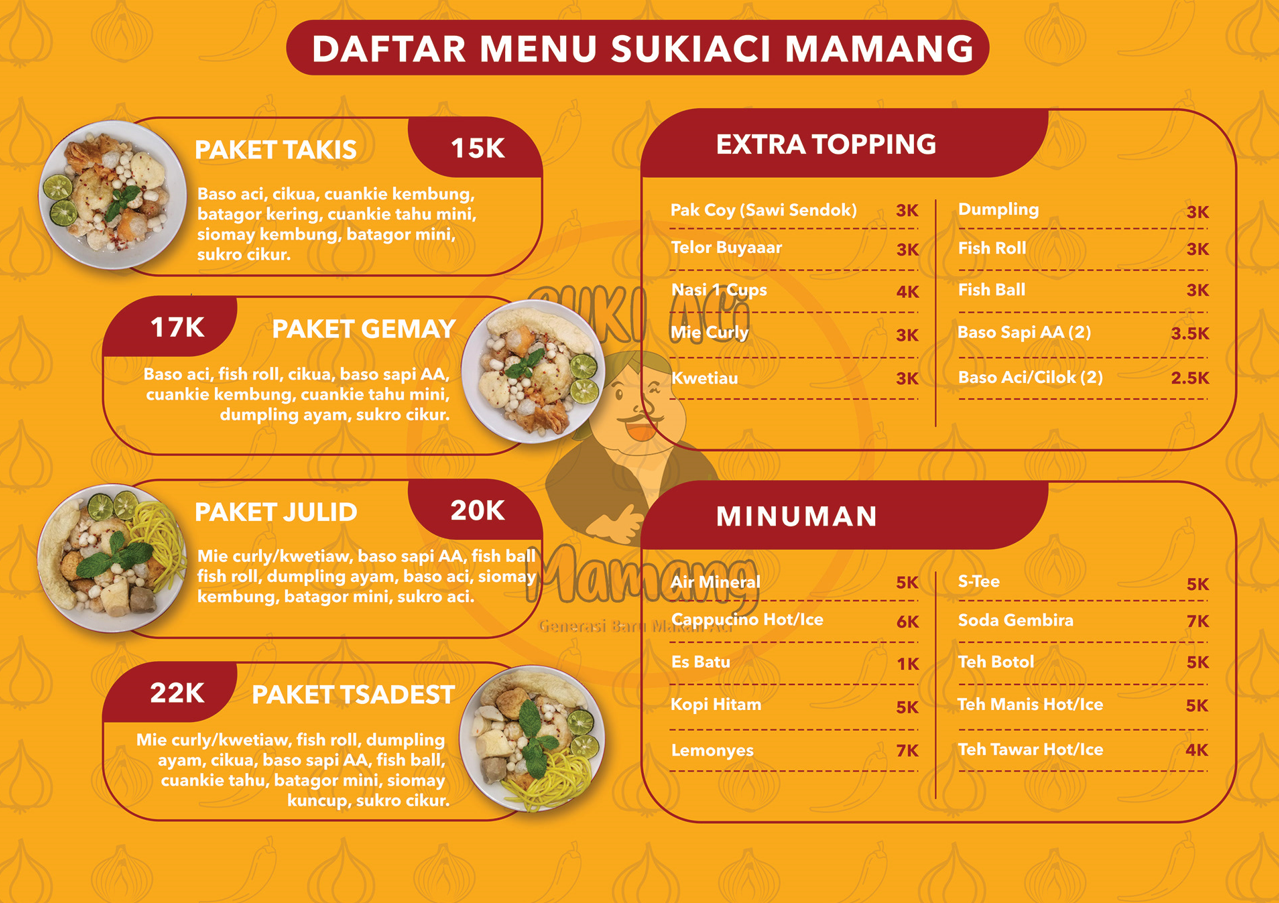 DAFTAR MENU SUKIACI MAMANG
PAKET TAKIS
15K
Baso aci, cikua, cuankie kembung,
batagor kering, cuankie tahu mini,
siomay kembung, batagor mini,
sukro cikur.
17K
PAKET GEMAY
Baso aci, fish roll, cikua, baso sapi AA,
cuankie kembung, cuankie tahu mini,
dumpling ayam, sukro cikur.
PAKET JULID
20K
Mie curly/kwetiaw, baso sapi AA, fish ball
fish roll, dumpling ayam, baso aci, siomay
kembung, batagor mini, sukro aci.
22K
PAKET TSADEST
Mie curly/kwetiaw, fish roll, dumpling
ayam, cikua, baso sapi AA, fish ball,
cuankie tahu, batagor mini, siomay
kuncup, sukro cikur.
SUKI ACi
Mamang
Generasi Baru Makan Aci
EXTRA TOPPING
Pak Coy (Sawi Sendok) 3K
Telor Buyaaar 3K
Nasi 1 Cups 4K
Mie Curly 3K
Kwetiau 3K
Dumpling 3K
Fish Roll 3K
Fish Ball 3K
Baso Sapi AA (2) 3.5K
Baso Aci/Cilok (2) 2.5K
MINUMAN
Air Mineral 5K
Cappucino Hot/Ice 6K
Es Batu 1K
Kopi Hitam 5K
Lemonyes 7K
S-Tee 5K
Soda Gembira 7K
Teh Botol 5K
Teh Manis Hot/Ice 5K
Teh Tawar Hot/Ice 4K